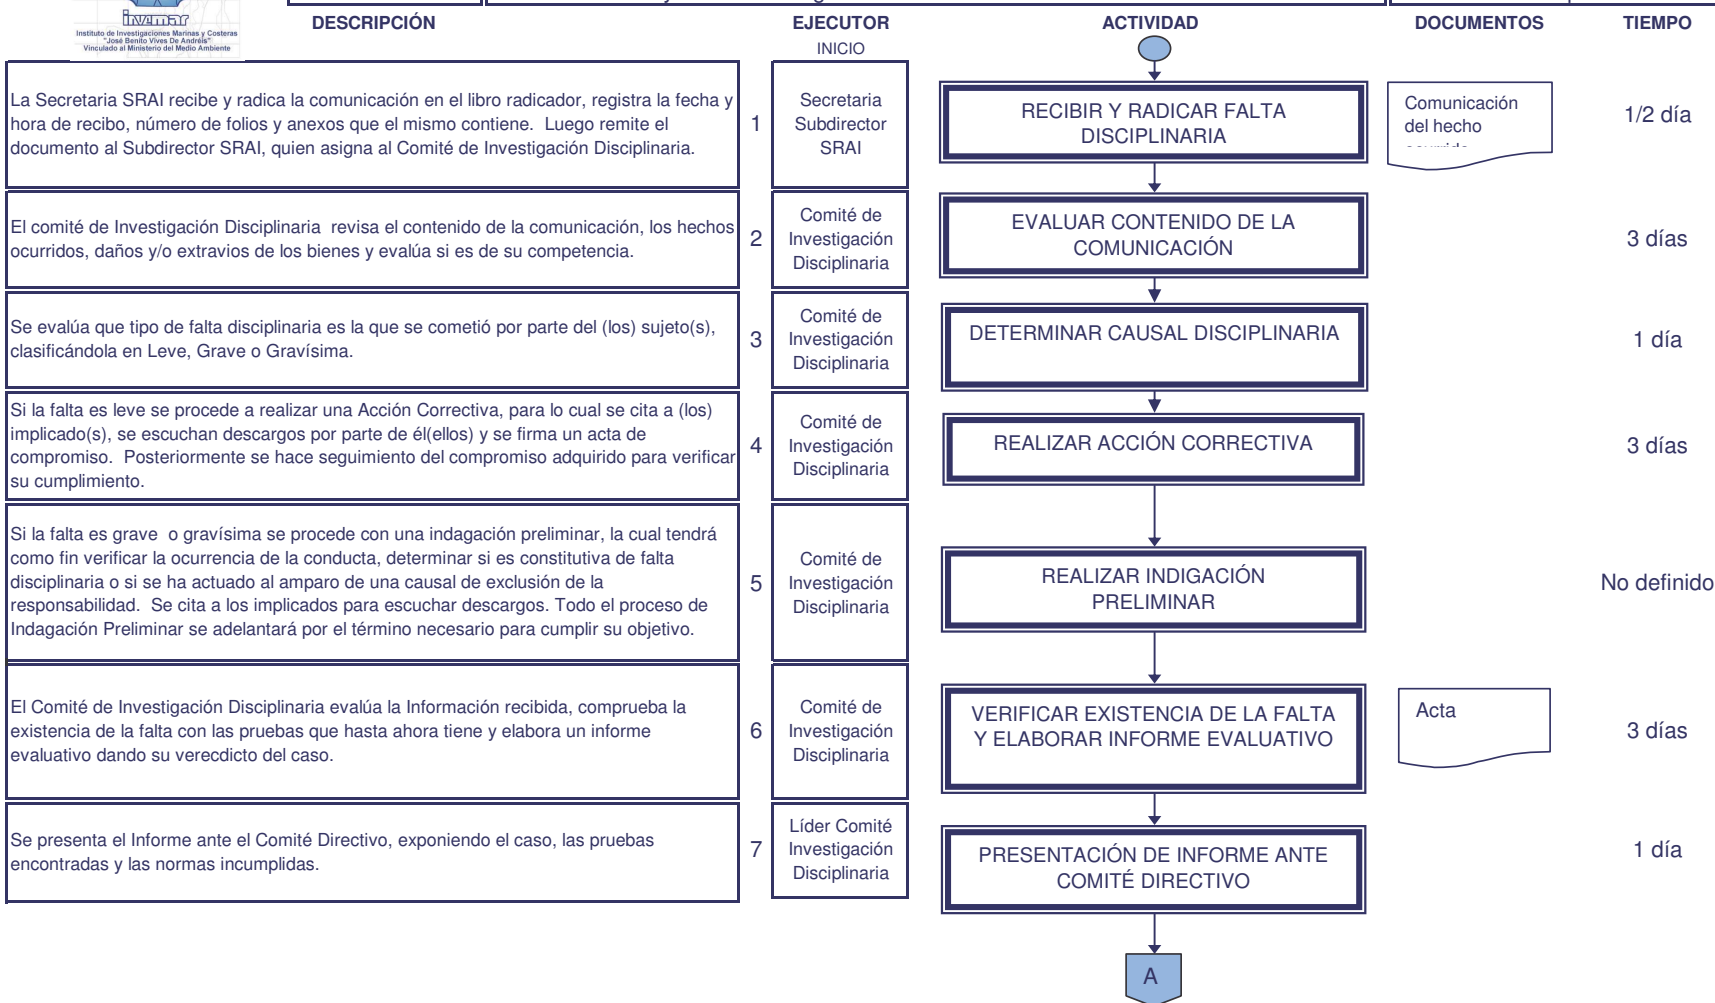 invemar
Instituto de Investigaciones Marinas y Costeras
"José Benito Vives De Andréis"
Vinculado al Ministerio del Medio Ambiente
DESCRIPCIÓN
EJECUTOR
ACTIVIDAD
DOCUMENTOS
TIEMPO
INICIO
La Secretaria SRAI recibe y radica la comunicación en el libro radicador, registra la fecha y
hora de recibo, número de folios y anexos que el mismo contiene. Luego remite el
documento al Subdirector SRAI, quien asigna al Comité de Investigación Disciplinaria.
1
Secretaria
Subdirector
SRAI
RECIBIR Y RADICAR FALTA
DISCIPLINARIA
Comunicación
del hecho
1/2 día
El comité de Investigación Disciplinaria revisa el contenido de la comunicación, los hechos
ocurridos, daños y/o extravios de los bienes y evalúa si es de su competencia.
2
Comité de
Investigación
Disciplinaria
EVALUAR CONTENIDO DE LA
COMUNICACIÓN
3 días
Se evalúa que tipo de falta disciplinaria es la que se cometió por parte del (los) sujeto(s),
clasificándola en Leve, Grave o Gravísima.
3
Comité de
Investigación
Disciplinaria
DETERMINAR CAUSAL DISCIPLINARIA
1 día
Si la falta es leve se procede a realizar una Acción Correctiva, para lo cual se cita a (los)
implicado(s), se escuchan descargos por parte de él(ellos) y se firma un acta de
compromiso. Posteriormente se hace seguimiento del compromiso adquirido para verificar
su cumplimiento.
4
Comité de
Investigación
Disciplinaria
REALIZAR ACCIÓN CORRECTIVA
3 días
Si la falta es grave o gravísima se procede con una indagación preliminar, la cual tendrá
como fin verificar la ocurrencia de la conducta, determinar si es constitutiva de falta
disciplinaria o si se ha actuado al amparo de una causal de exclusión de la
responsabilidad. Se cita a los implicados para escuchar descargos. Todo el proceso de
Indagación Preliminar se adelantará por el término necesario para cumplir su objetivo.
5
Comité de
Investigación
Disciplinaria
REALIZAR INDIGACIÓN
PRELIMINAR
No definido
El Comité de Investigación Disciplinaria evalúa la Información recibida, comprueba la
existencia de la falta con las pruebas que hasta ahora tiene y elabora un informe
evaluativo dando su verecdicto del caso.
6
Comité de
Investigación
Disciplinaria
VERIFICAR EXISTENCIA DE LA FALTA
Y ELABORAR INFORME EVALUATIVO
Acta
3 días
Se presenta el Informe ante el Comité Directivo, exponiendo el caso, las pruebas
encontradas y las normas incumplidas.
7
Líder Comité
Investigación
Disciplinaria
PRESENTACIÓN DE INFORME ANTE
COMITÉ DIRECTIVO
1 día
A